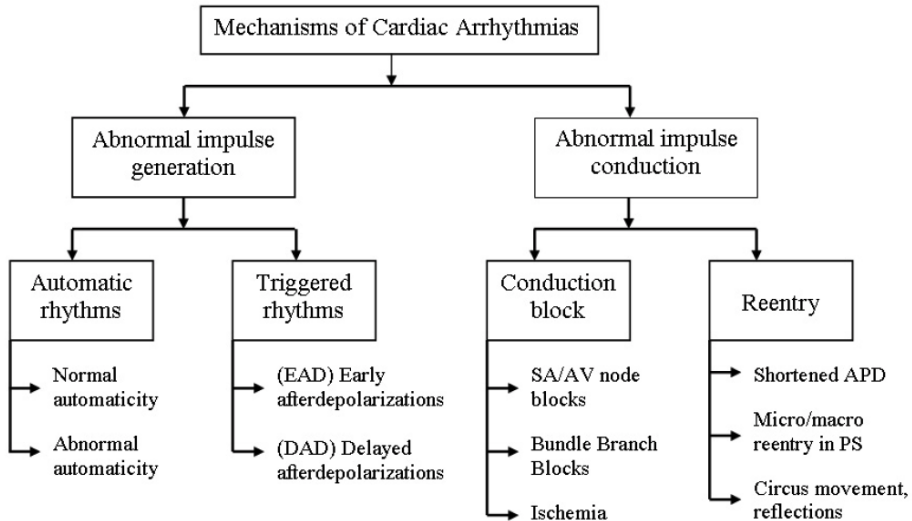 Mechanisms of Cardiac Arrhythmias
Abnormal impulse
generation
Abnormal impulse
conduction
Automatic
rhythms
Triggered
rhythms
Conduction
block
Reentry
Normal
automaticity
Abnormal
automaticity
(EAD) Early
afterdepolarizations
(DAD) Delayed
afterdepolarizations
SA/AV node
blocks
Bundle Branch
Blocks
Ischemia
Shortened APD
Micro/macro
reentry in PS
Circus movement,
reflections